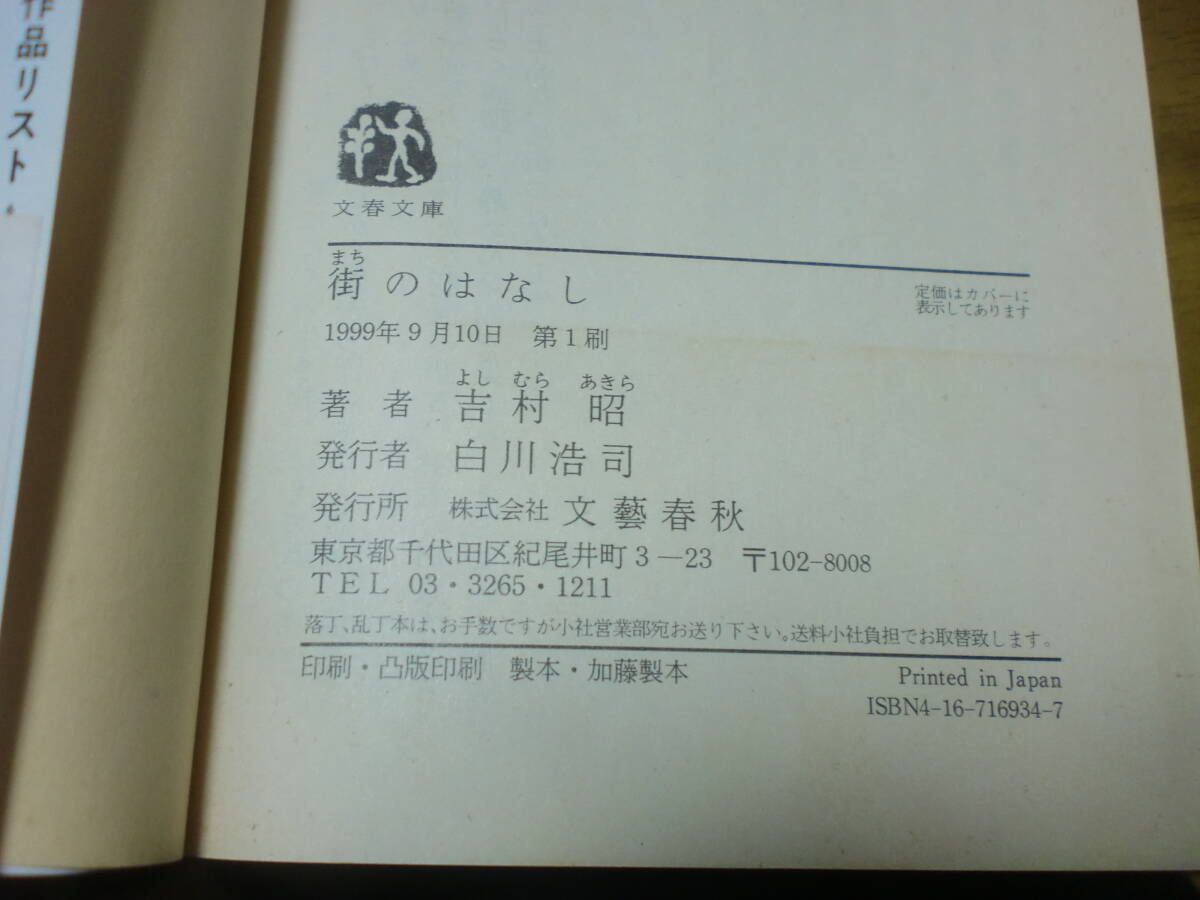 作品リスト
文春文庫
まち
街のはなし
定価はカバーに
表示してあります
1999年9月10日 第1刷
よし むら あきら
著者 吉村 昭
発行者 白川浩司
発行所 株式会社 文藝春秋
東京都千代田区紀尾井町3—23 〒102-8008
TEL 03・3265・1211
落丁、乱丁本は、お手数ですが小社営業部宛お送り下さい。送料小社負担でお取替致します。
印刷・凸版印刷 製本・加藤製本
Printed in Japan
ISBN4-16-716934-7